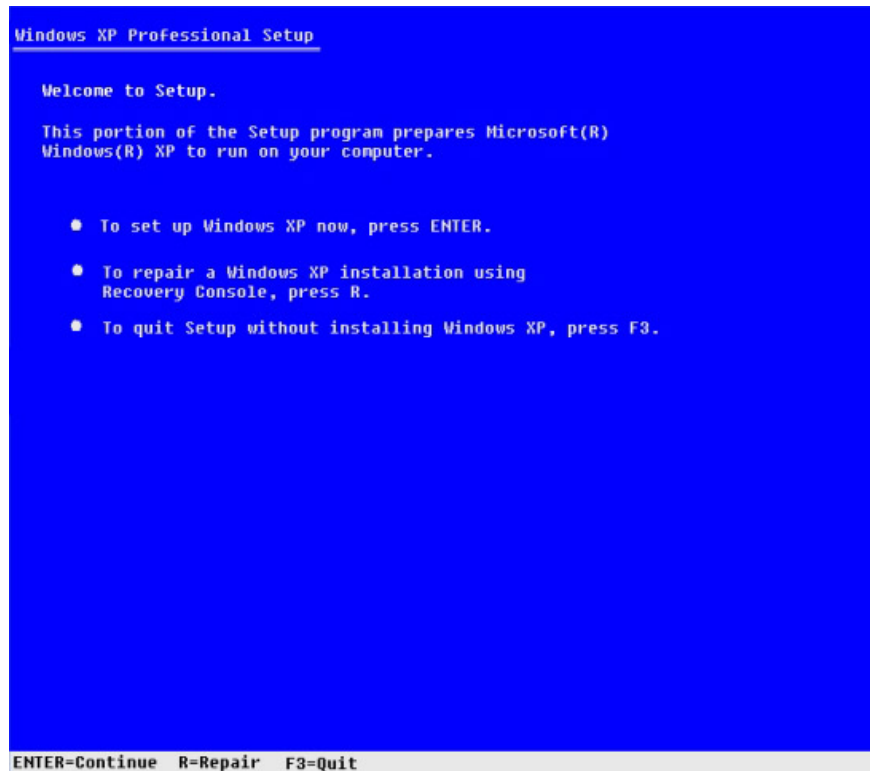 Windows XP Professional Setup
Welcome to Setup.
This portion of the Setup program prepares Microsoft(R)
Windows(R) XP to run on your computer.
• To set up Windows XP now, press ENTER.
• To repair a Windows XP installation using
Recovery Console, press R.
• To quit Setup without installing Windows XP, press F3.
ENTER=Continue R=Repair F3=Quit